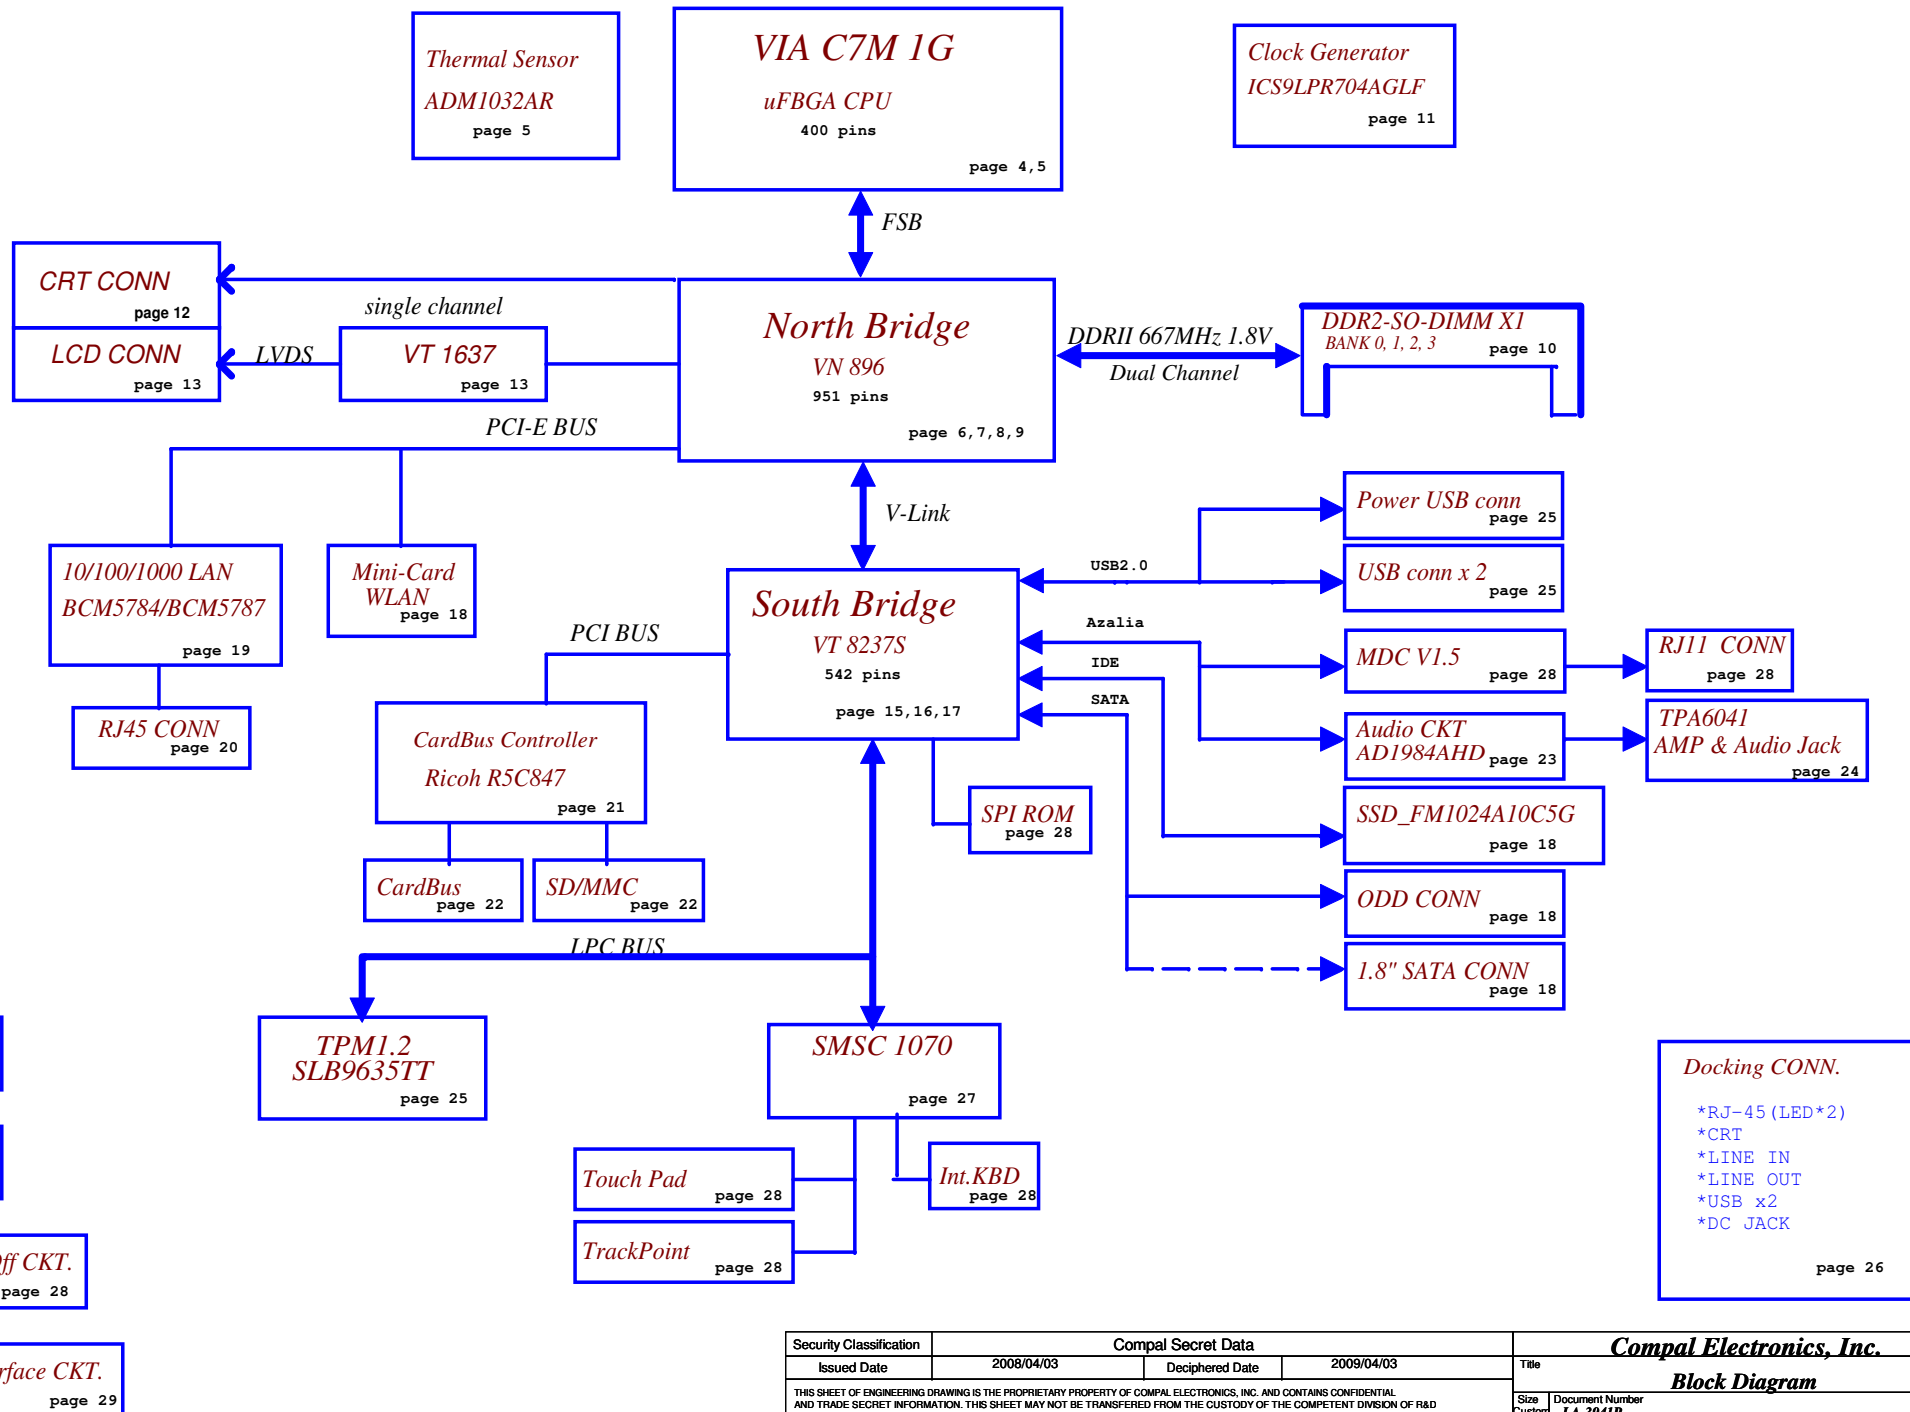 Thermal Sensor
ADM1032AR
page 5
VIA C7M 1G
uFBGA CPU
400 pins
page 4,5
Clock Generator
ICS9LPR704AGLF
page 11
FSB
CRT CONN
page 12
single channel
LCD CONN
page 13
LVDS
VT 1637
page 13
North Bridge
VN 896
951 pins
page 6,7,8,9
DDRII 667MHz 1.8V
Dual Channel
DDR2-SO-DIMM X1
BANK 0, 1, 2, 3
page 10
PCI-E BUS
V-Link
10/100/1000 LAN
BCM5784/BCM5787
page 19
Mini-Card
WLAN
page 18
RJ45 CONN
page 20
PCI BUS
South Bridge
VT 8237S
542 pins
page 15,16,17
USB2.0
Azalia
IDE
SATA
Power USB conn
page 25
USB conn x 2
page 25
MDC V1.5
page 28
RJ11 CONN
page 28
Audio CKT
AD1984AHD
page 23
TPA6041
AMP & Audio Jack
page 24
CardBus Controller
Ricoh R5C847
page 21
SPI ROM
page 28
SSD_FM1024A10C5G
page 18
CardBus
page 22
SD/MMC
page 22
ODD CONN
page 18
LPC BUS
1.8" SATA CONN
page 18
TPM1.2
SLB9635TT
page 25
SMSC 1070
page 27
Touch Pad
page 28
Int.KBD
page 28
TrackPoint
page 28
Docking CONN.
*RJ-45(LED*2)
*CRT
*LINE IN
*LINE OUT
*USB x2
*DC JACK
page 26
ff CKT.
page 28
rface CKT.
page 29
Security Classification
Compal Secret Data
Issued Date
2008/04/03
Deciphered Date
2009/04/03
THIS SHEET OF ENGINEERING DRAWING IS THE PROPRIETARY PROPERTY OF COMPAL ELECTRONICS, INC. AND CONTAINS CONFIDENTIAL
AND TRADE SECRET INFORMATION. THIS SHEET MAY NOT BE TRANSFERED FROM THE CUSTODY OF THE COMPETENT DIVISION OF R&D
Compal Electronics, Inc.
Title
Block Diagram
Size
Document Number
Custom